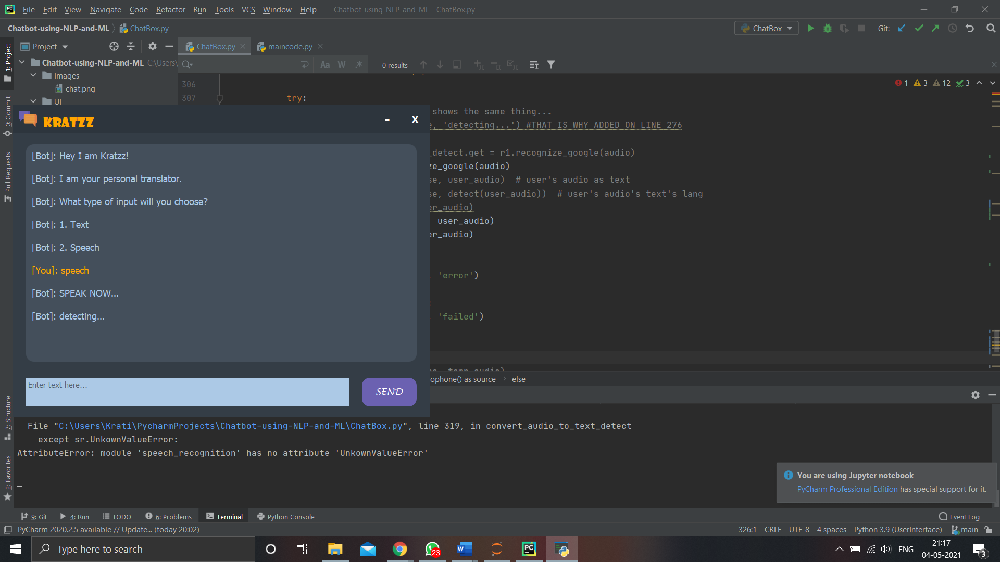 File Edit View Navigate Code Refactor Run Tools VCS Window Help Chatbot-using-NLP-and-ML - ChatBox.py
Chatbot-using-NLP-and-ML ChatBox.py ChatBox Git:
Project ChatBox.py maincode.py
1: Project
Chatbot-using-NLP-and-ML C:\Users\
Aa W .* 0 results
Images
chat.png
UI
306
307
1 3 12 3
try:
shows the same thing...
, 'detecting...') #THAT IS WHY ADDED ON LINE 276
_detect.get = r1.recognize_google(audio)
ze_google(audio)
se, user_audio) # user's audio as text
se, detect(user_audio)) # user's audio's text's lang
er_audio)
, user_audio)
er_audio)
'error')
:
'failed')
rophone() as source else
0: Commit
Pull Requests
7: Structure
2: Favorites
KRATZZ - X
[Bot]: Hey I am Kratzz!
[Bot]: I am your personal translator.
[Bot]: What type of input will you choose?
[Bot]: 1. Text
[Bot]: 2. Speech
[You]: speech
[Bot]: SPEAK NOW...
[Bot]: detecting...
Enter text here...
SEND
File "C:\Users\Krati\PycharmProjects\Chatbot-using-NLP-and-ML\ChatBox.py", line 319, in convert_audio_to_text_detect
except sr.UnkownValueError:
AttributeError: module 'speech_recognition' has no attribute 'UnkownValueError'
You are using Jupyter notebook
PyCharm Professional Edition has special support for it.
9: Git 4: Run TODO 6: Problems Terminal Python Console Event Log
PyCharm 2020.2.5 available // Update... (today 20:02) 326:1 CRLF UTF-8 4 spaces Python 3.9 (UserInterface) main
Type here to search
23
ENG
21:17
04-05-2021
3